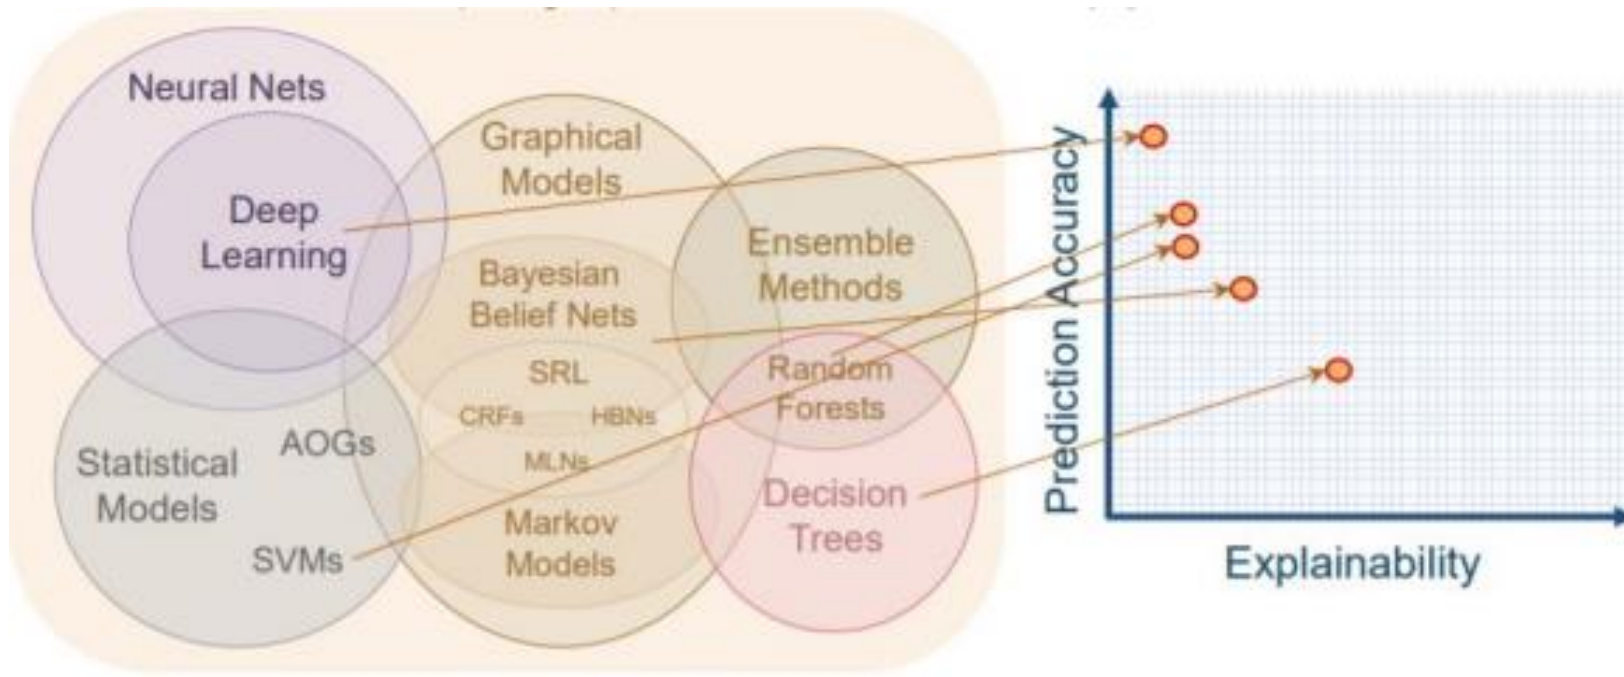 Neural Nets
Deep
Learning
Graphical
Models
Bayesian
Belief Nets
SRL
CRFs
HBNs
MLNs
Markov
Models
Ensemble
Methods
Random
Forests
Decision
Trees
Statistical
Models
AOGs
SVMs
Prediction Accuracy
Explainability